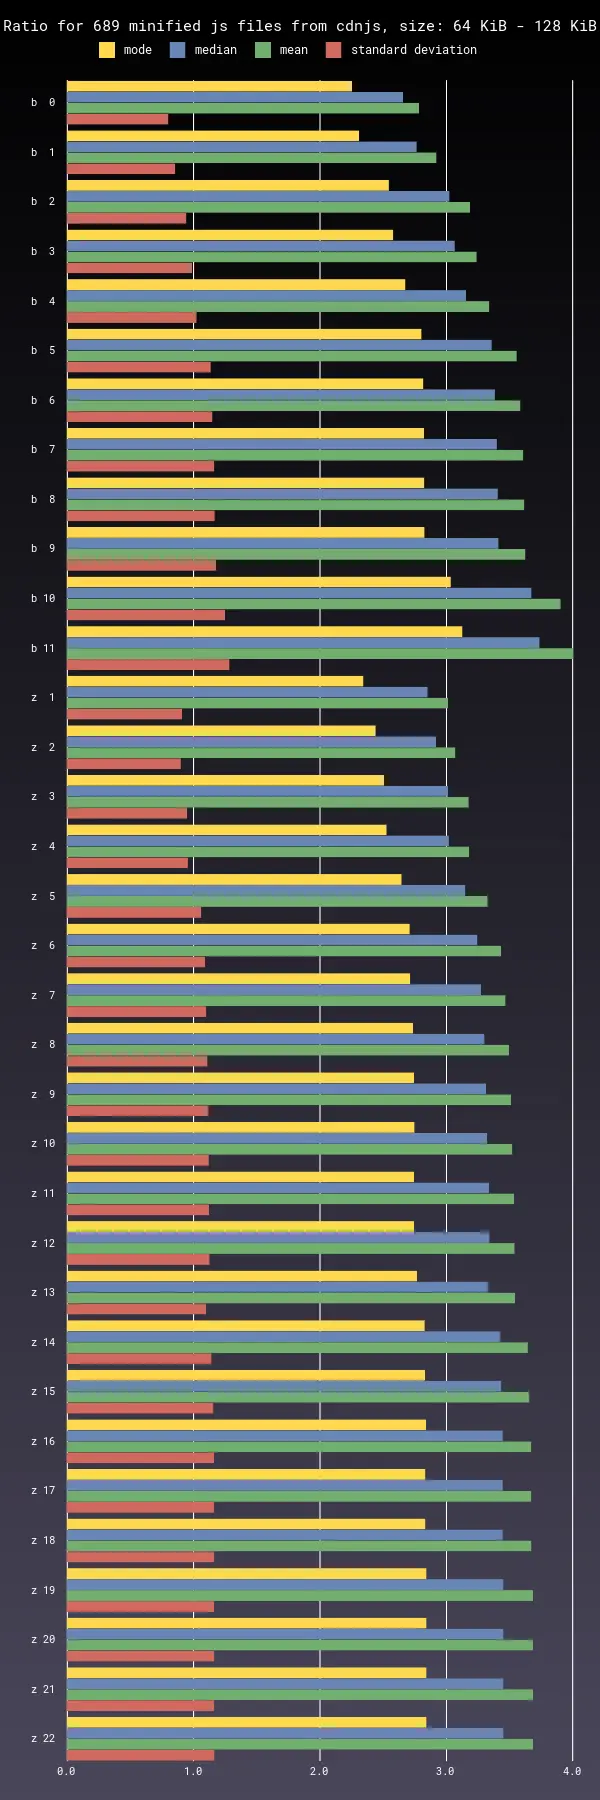 Ratio for 689 minified js files from cdnjs, size: 64 KiB - 128 KiB
mode median mean standard deviation
b 0
b 1
b 2
b 3
b 4
b 5
b 6
b 7
b 8
b 9
b 10
b 11
z 1
z 2
z 3
z 4
z 5
z 6
z 7
z 8
z 9
z 10
z 11
z 12
z 13
z 14
z 15
z 16
z 17
z 18
z 19
z 20
z 21
z 22
0.0 1.0 2.0 3.0 4.0